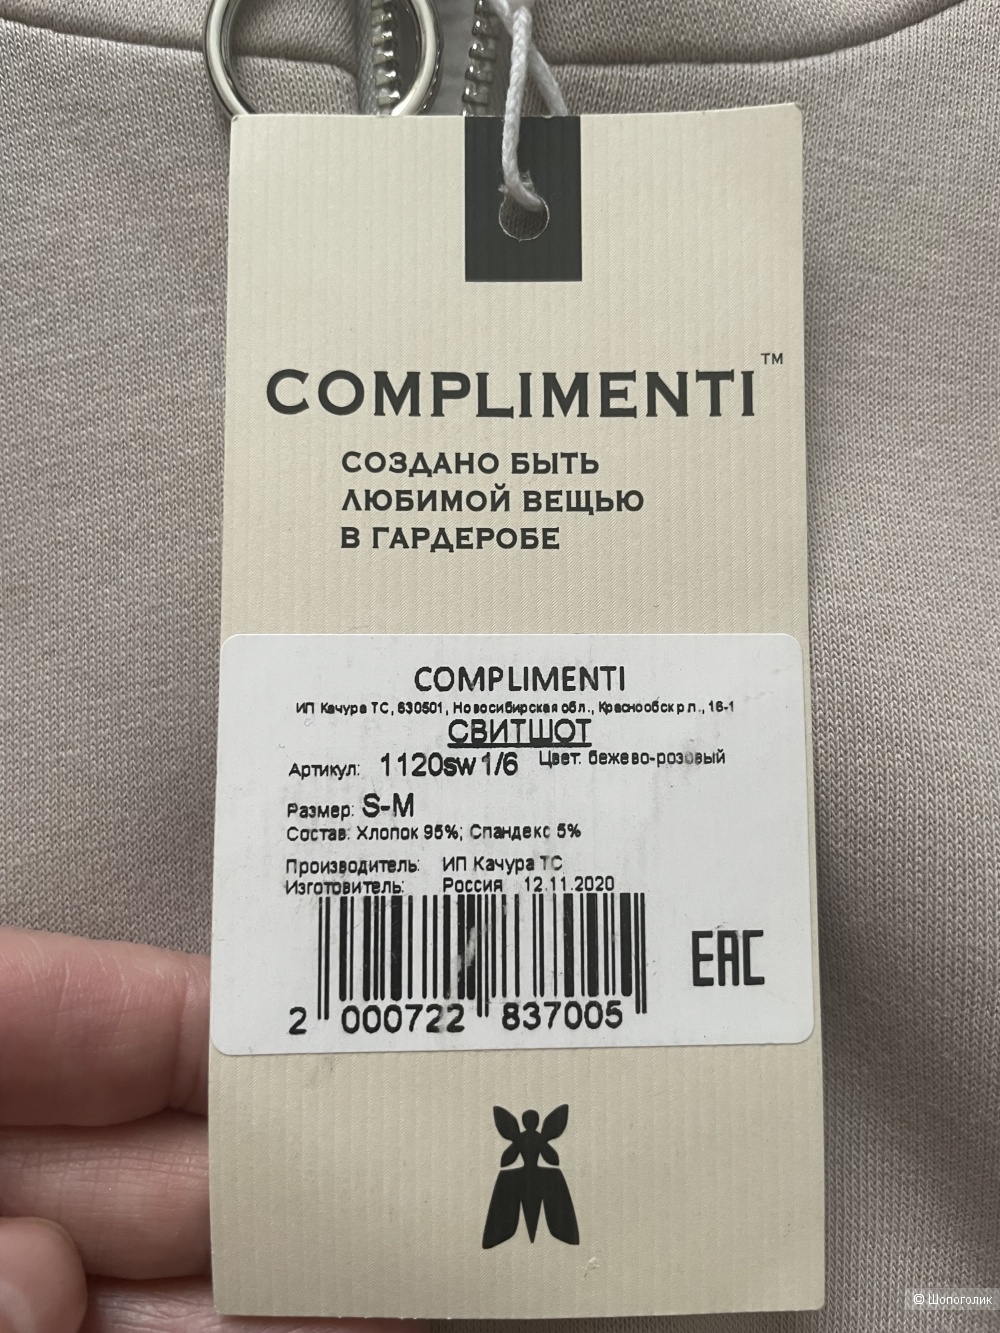 COMPLIMENTI™
СОЗДАНО БЫТЬ
ЛЮБИМОЙ ВЕЩЬЮ
В ГАРДЕРОБЕ
COMPLIMENTI
ИП Качура ТС, 630501, Новосибирская обл., Краснообск р.п., 16-1
СВИТШОТ
Артикул: 1120sw1/6 Цвет: бежево-розовый
Размер: S-M
Состав: Хлопок 95%; Спандекс 5%
Производитель: ИП Качура ТС
Изготовитель: Россия 12.11.2020
EAC
2 000722 837005
© Шопоголик